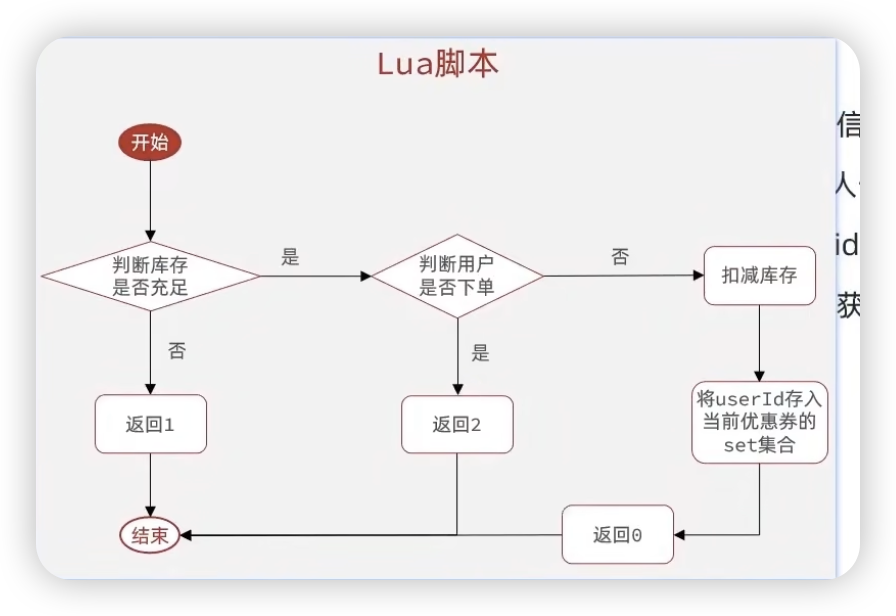 Lua脚本
开始
判断库存
是否充足
是
判断用户
是否下单
否
扣减库存
否
是
返回1
返回2
将userId存入
当前优惠券的
set集合
结束
返回0
信
人
id
获